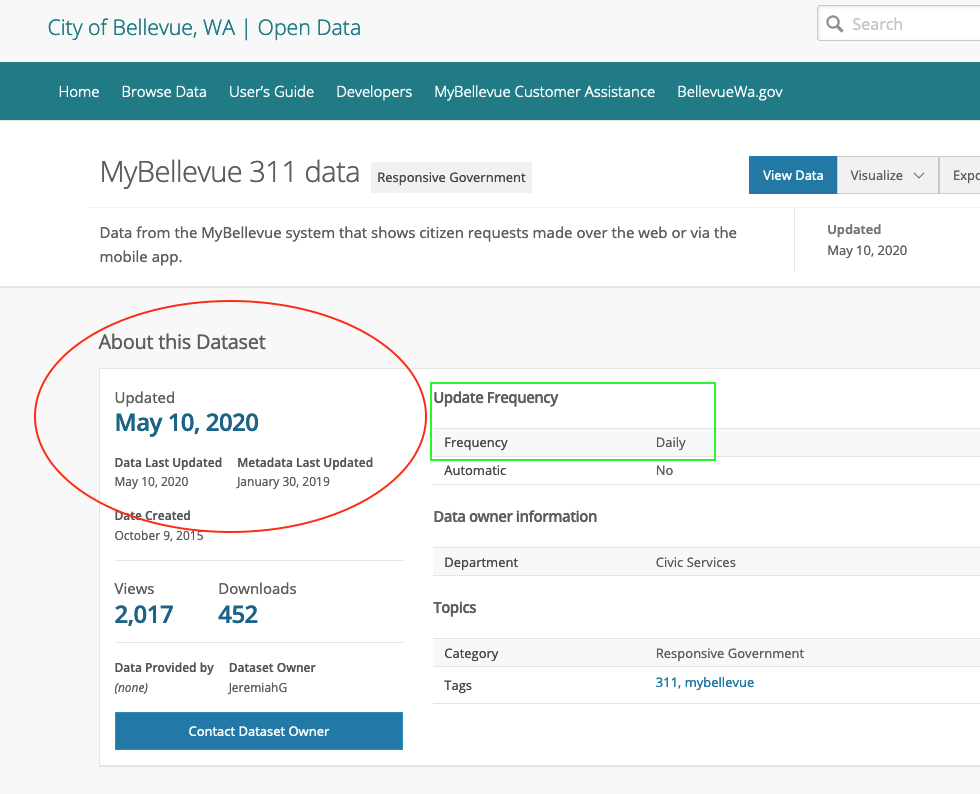 City of Bellevue, WA | Open Data
Search
Home Browse Data User's Guide Developers MyBellevue Customer Assistance BellevueWa.gov
MyBellevue 311 data Responsive Government
View Data Visualize Expo
Data from the MyBellevue system that shows citizen requests made over the web or via the
mobile app.
Updated
May 10, 2020
About this Dataset
Updated
May 10, 2020
Data Last Updated Metadata Last Updated
May 10, 2020 January 30, 2019
Date Created
October 9, 2015
Views Downloads
2,017 452
Data Provided by Dataset Owner
(none) JeremiahG
Contact Dataset Owner
Update Frequency
Frequency Daily
Automatic No
Data owner information
Department Civic Services
Topics
Category Responsive Government
Tags 311, mybellevue